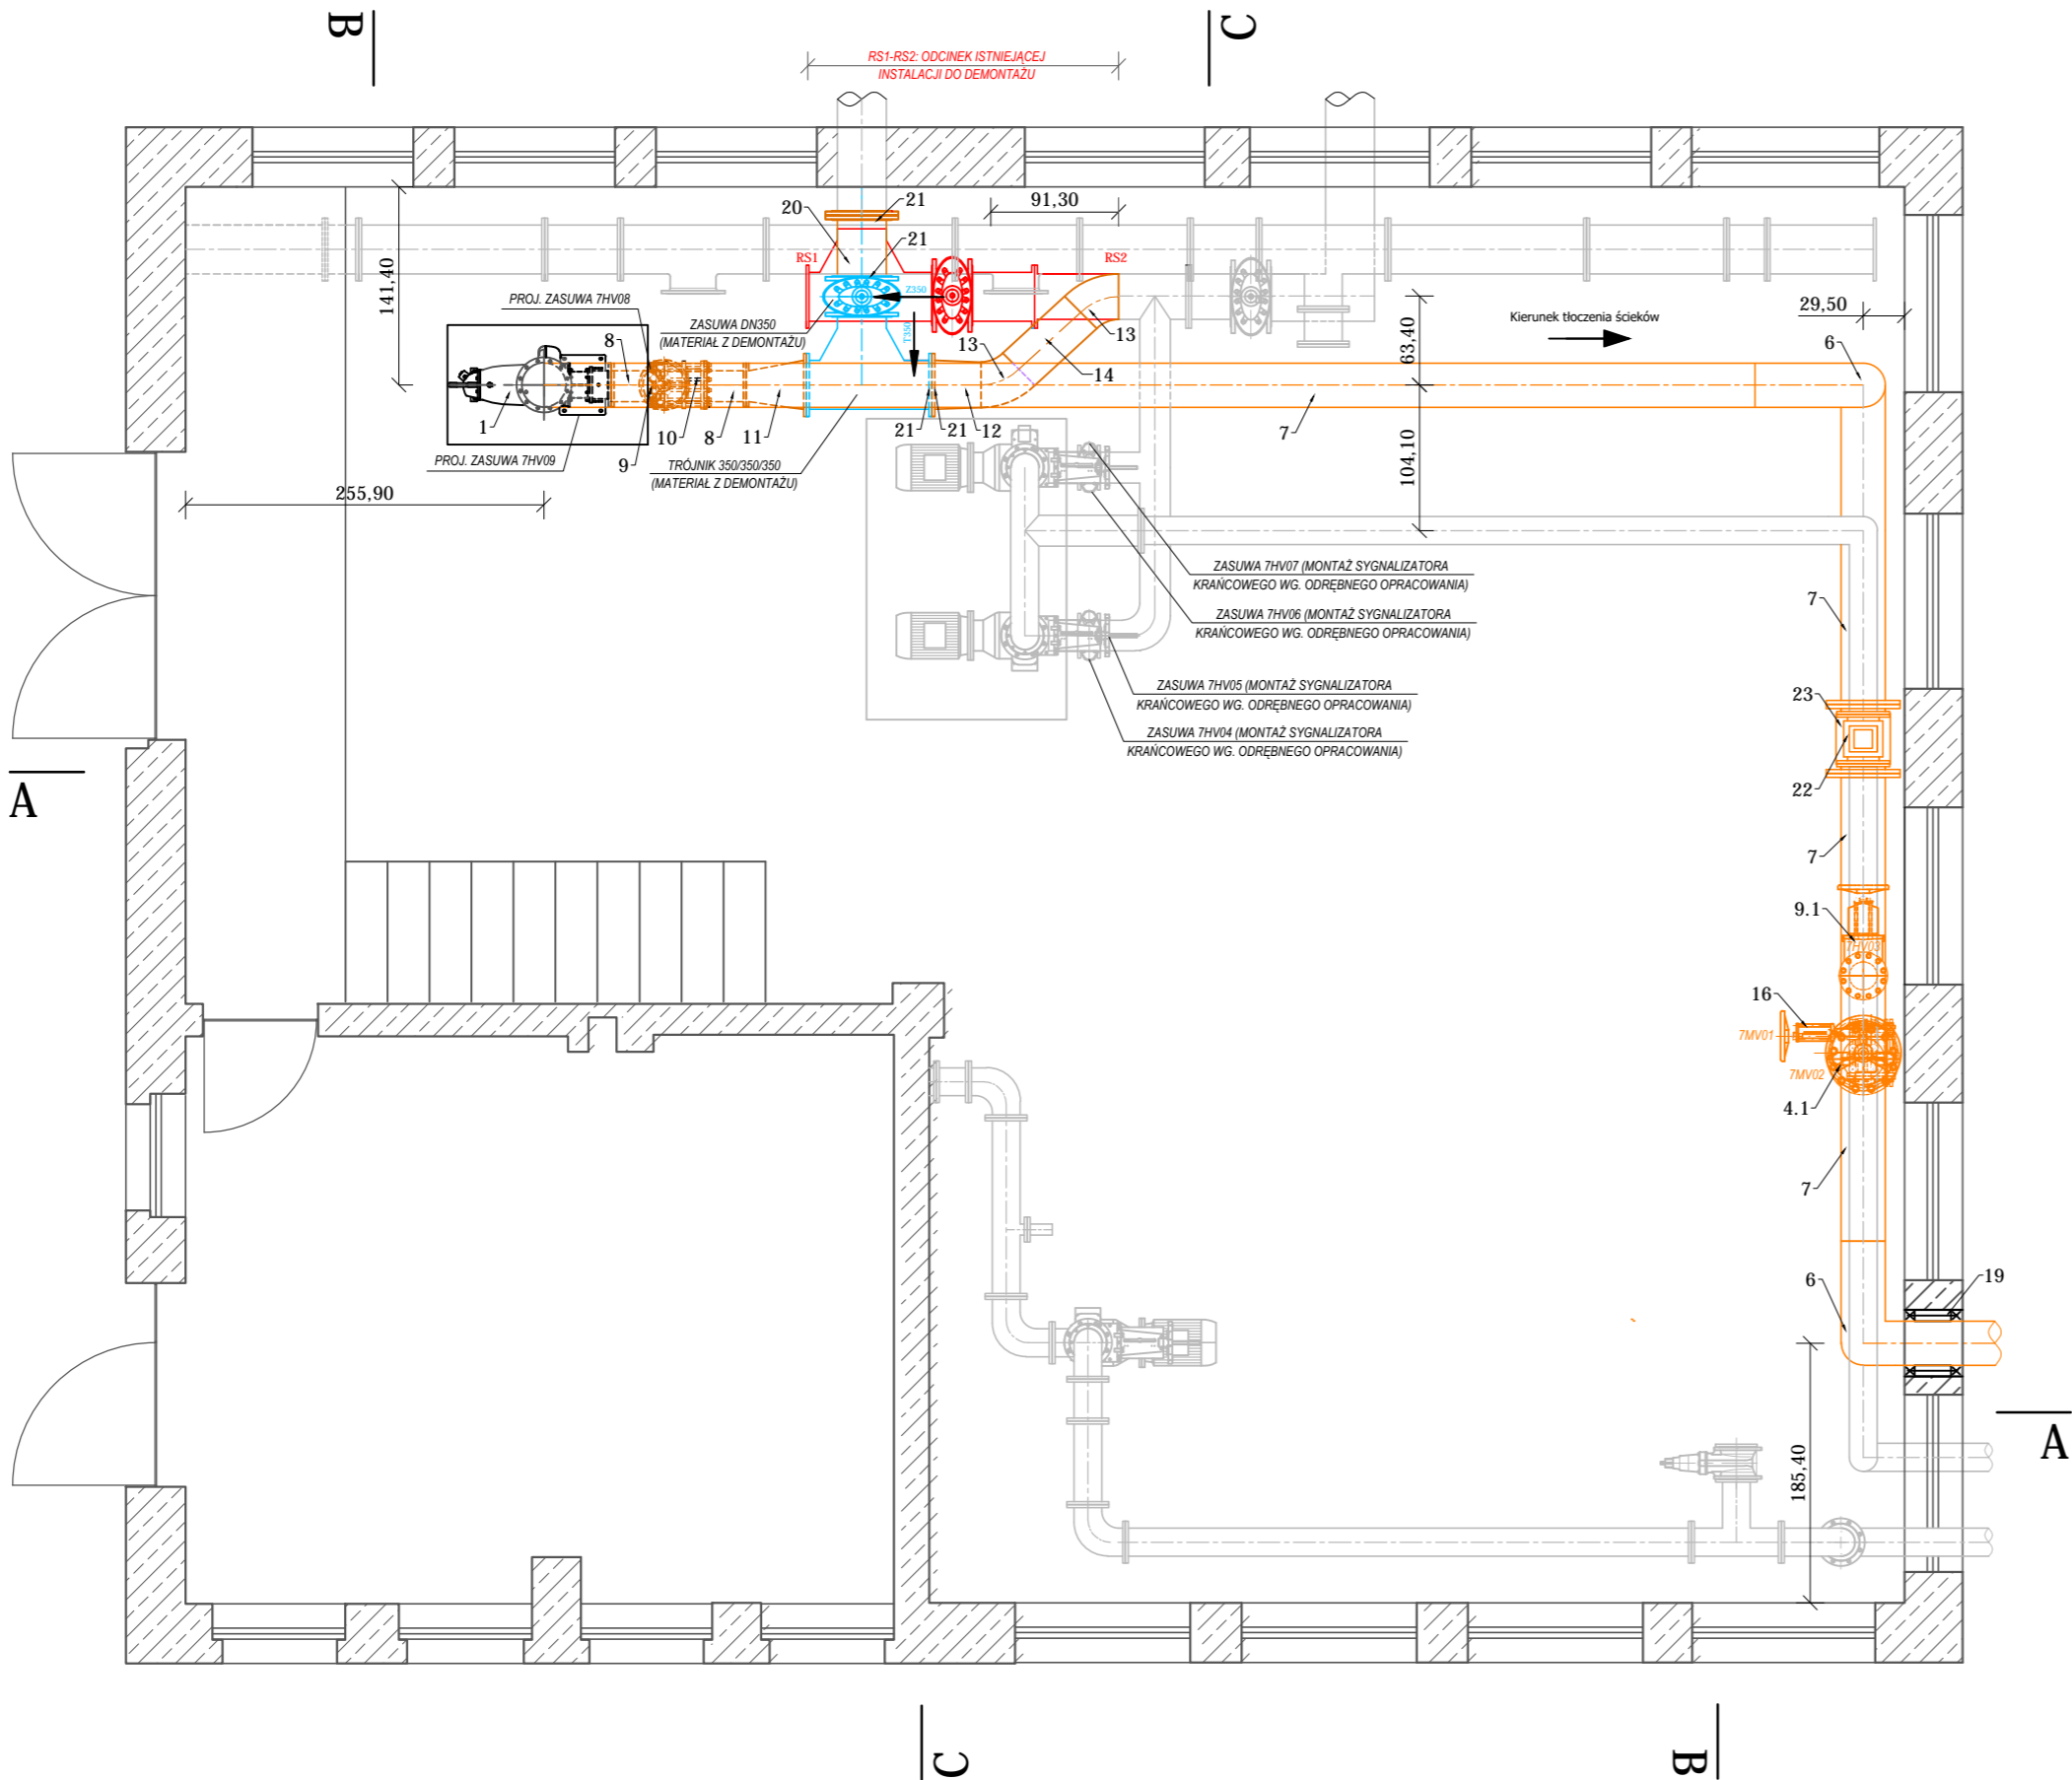 B
C
RS1-RS2: ODCINEK ISTNIEJĄCEJ
INSTALACJI DO DEMONTAŻU
91,30
20
21
21
141,40
RS1
RS2
Z350
T350
PROJ. ZASUWA 7HV08
ZASUWA DN350
(MATERIAŁ Z DEMONTAŻU)
29,50
Kierunek tłoczenia ścieków
63,40
6
8
13
13
14
1
10
8
11
21
21
12
7
PROJ. ZASUWA 7HV09
9
TRÓJNIK 350/350/350
(MATERIAŁ Z DEMONTAŻU)
104,10
255,90
ZASUWA 7HV07 (MONTAŻ SYGNALIZATORA
KRAŃCOWEGO WG. ODRĘBNEGO OPRACOWANIA)
ZASUWA 7HV06 (MONTAŻ SYGNALIZATORA
KRAŃCOWEGO WG. ODRĘBNEGO OPRACOWANIA)
7
ZASUWA 7HV05 (MONTAŻ SYGNALIZATORA
KRAŃCOWEGO WG. ODRĘBNEGO OPRACOWANIA)
23
ZASUWA 7HV04 (MONTAŻ SYGNALIZATORA
KRAŃCOWEGO WG. ODRĘBNEGO OPRACOWANIA)
A
22
7
9.1
7HV03
16
7MV01
7MV02
4.1
7
6
19
A
185,40
C
B